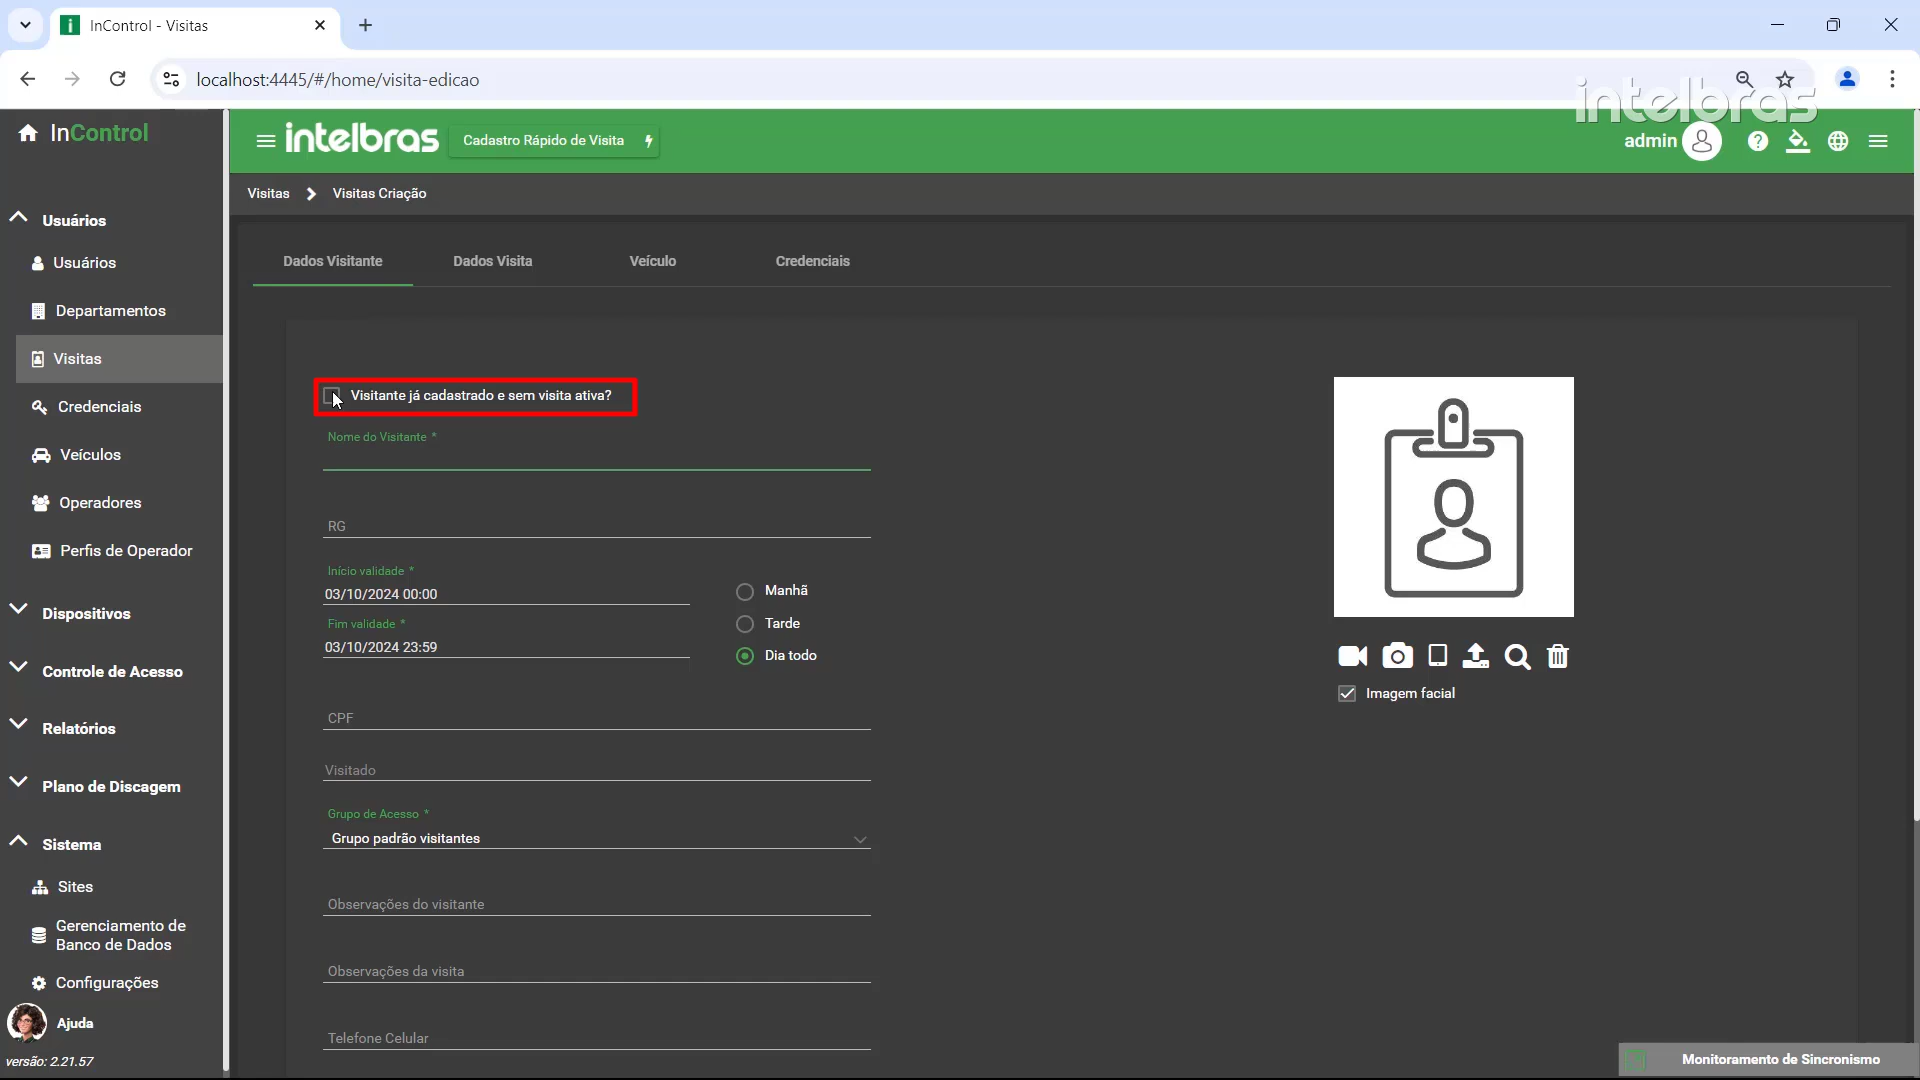 InControl - Visitas
localhost:4445/#/home/visita-edicao
intelbras
InControl
intelbras
Cadastro Rápido de Visita
admin
Visitas
Visitas Criação
Usuários
Usuários
Departamentos
Visitas
Credenciais
Veículos
Operadores
Perfis de Operador
Dispositivos
Controle de Acesso
Relatórios
Plano de Discagem
Sistema
Sites
Gerenciamento de
Banco de Dados
Configurações
Ajuda
versão: 2.21.57
Dados Visitante
Dados Visita
Veículo
Credenciais
Visitante já cadastrado e sem visita ativa?
Nome do Visitante *
RG
Início validade *
03/10/2024 00:00
Fim validade *
03/10/2024 23:59
Manhã
Tarde
Dia todo
CPF
Visitado
Grupo de Acesso *
Grupo padrão visitantes
Observações do visitante
Observações da visita
Telefone Celular
Imagem facial
Monitoramento de Sincronismo